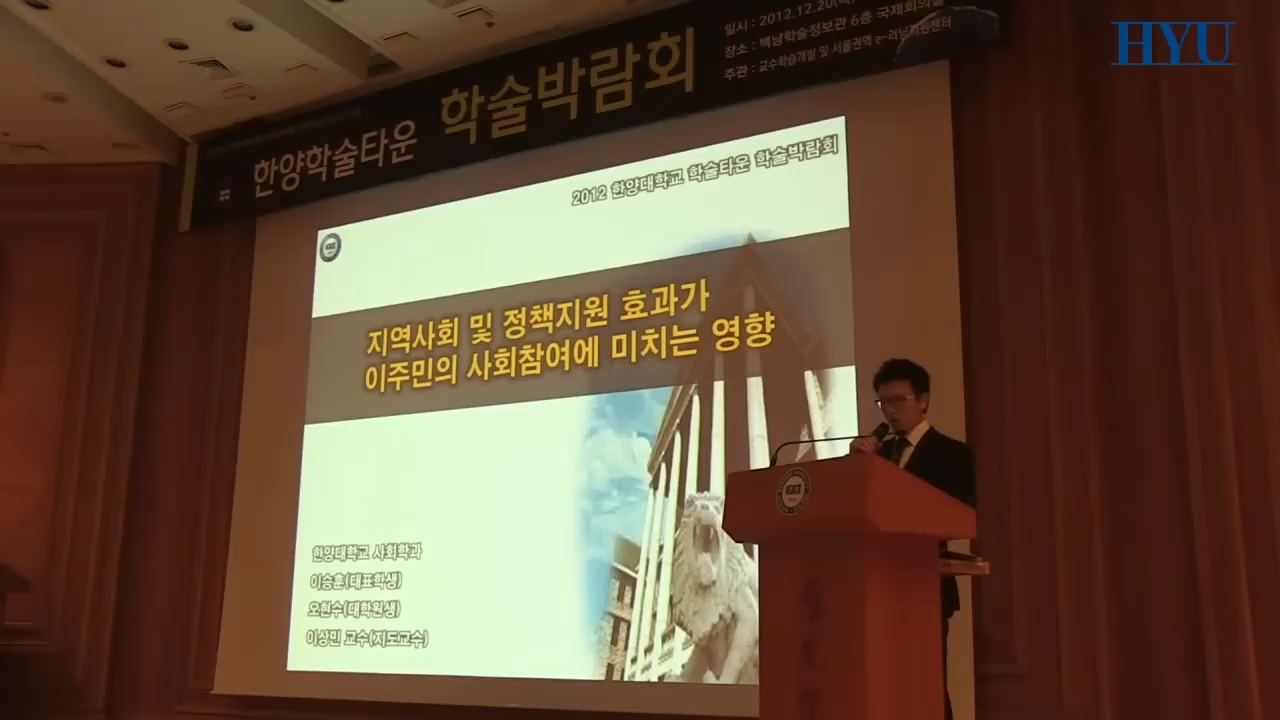 HYU
일시 : 2012.12.20(목)
장소 : 백남학술정보관 6층 국제회의실
주관 : 교수학습개발 및 서울권역 e-러닝지원센터
한양학술타운 학술박람회
2012 한양대학교 학술타운 학술박람회
지역사회 및 정책지원 효과가
이주민의 사회참여에 미치는 영향
한양대학교 사회학과
이승훈(대표학생)
오현수(대학원생)
이상민 교수(지도교수)